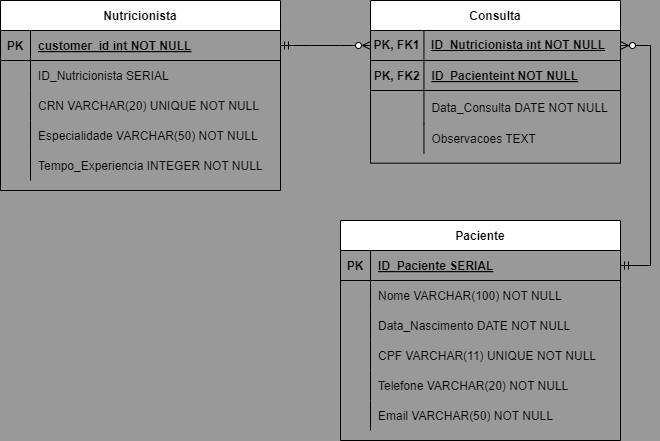 Nutricionista
PK customer_id int NOT NULL
ID_Nutricionista SERIAL
CRN VARCHAR(20) UNIQUE NOT NULL
Especialidade VARCHAR(50) NOT NULL
Tempo_Experiencia INTEGER NOT NULL
Consulta
PK, FK1 ID_Nutricionista int NOT NULL
PK, FK2 ID_Pacienteint NOT NULL
Data_Consulta DATE NOT NULL
Observacoes TEXT
Paciente
PK ID_Paciente SERIAL
Nome VARCHAR(100) NOT NULL
Data_Nascimento DATE NOT NULL
CPF VARCHAR(11) UNIQUE NOT NULL
Telefone VARCHAR(20) NOT NULL
Email VARCHAR(50) NOT NULL